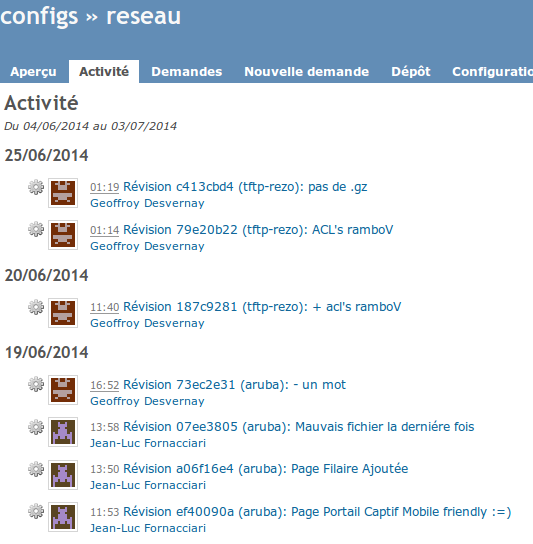 configs » reseau
Aperçu Activité Demandes Nouvelle demande Dépôt Configuratio
Activité
Du 04/06/2014 au 03/07/2014
25/06/2014
01:19 Révision c413cbd4 (tftp-rezo): pas de .gz
Geoffroy Desvernay
01:14 Révision 79e20b22 (tftp-rezo): ACL's ramboV
Geoffroy Desvernay
20/06/2014
11:40 Révision 187c9281 (tftp-rezo): + acl's ramboV
Geoffroy Desvernay
19/06/2014
16:52 Révision 73ec2e31 (aruba): - un mot
Geoffroy Desvernay
13:58 Révision 07ee3805 (aruba): Mauvais fichier la derniére fois
Jean-Luc Fornacciari
13:50 Révision a06f16e4 (aruba): Page Filaire Ajoutée
Jean-Luc Fornacciari
11:53 Révision ef40090a (aruba): Page Portail Captif Mobile friendly :=)
Jean-Luc Fornacciari